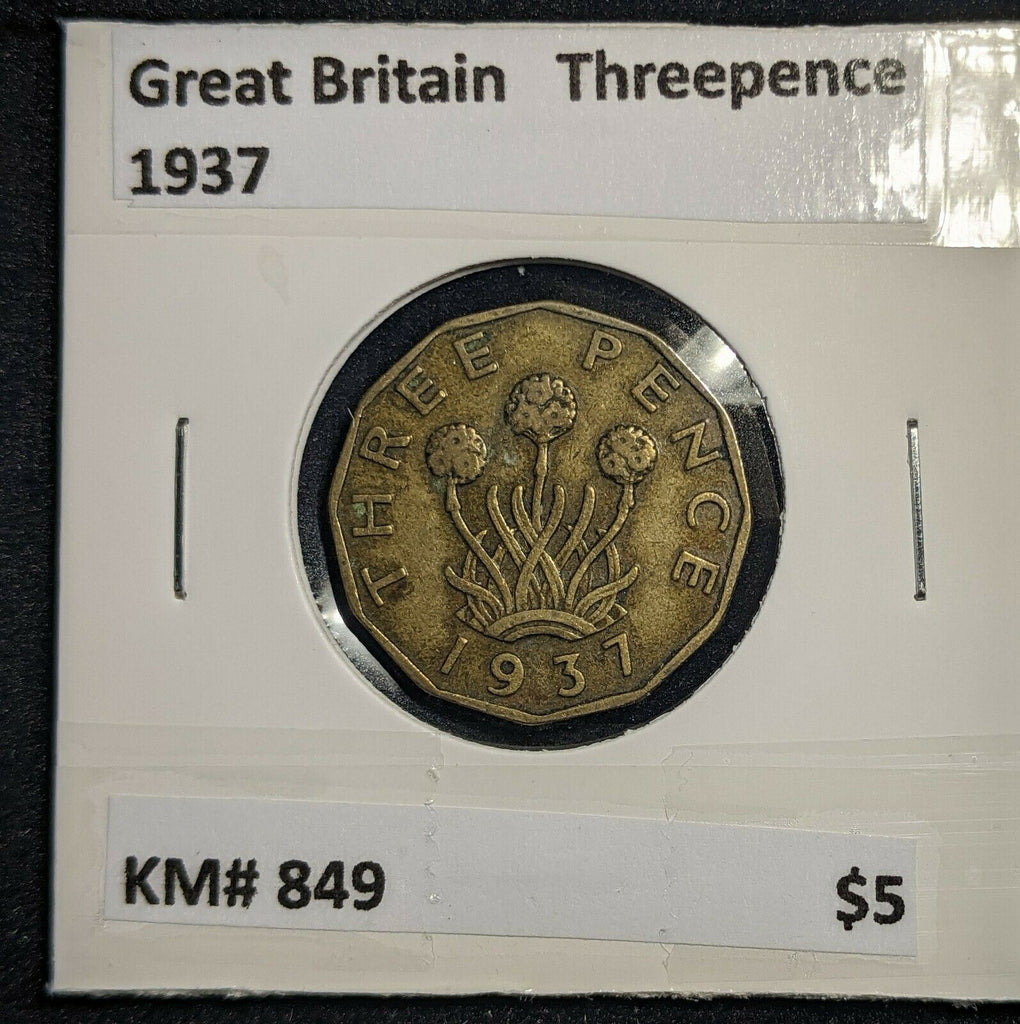 Great Britain Threepence
1937
THREE PENCE
1937
KM# 849 $5